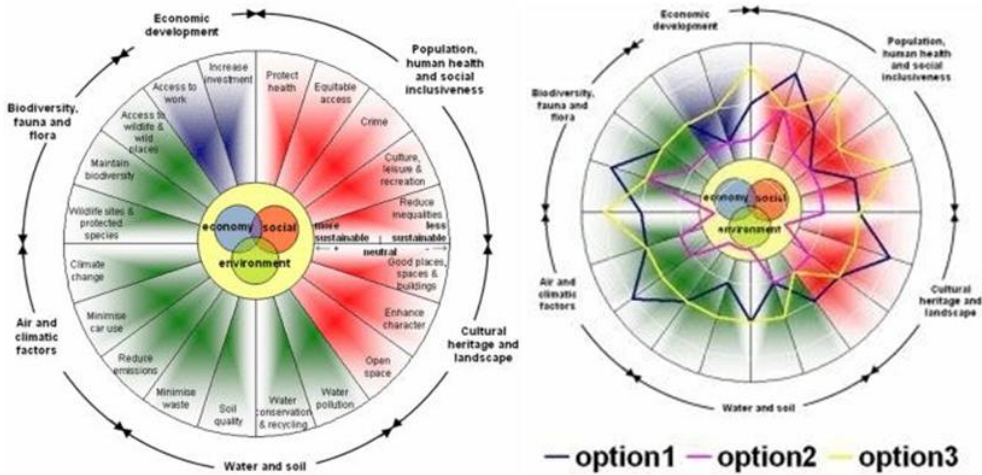 Economic
development
Population,
human health
and social
inclusiveness
Biodiversity,
fauna and
flora
Air and
climatic
factors
Cultural
heritage and
landscape
Water and soil
Increase
investment
Access to
work
Access to
wildlife &
wild
places
Maintain
biodiversity
Wildlife sites &
protected
species
Climate
change
Minimise
car use
Reduce
emissions
Minimise
waste
Soil
quality
Water
conservation
& recycling
Water
pollution
Open
space
Enhance
character
Good places,
spaces &
buildings
Reduce
inequalities
Culture,
leisure &
recreation
Crime
Equitable
access
Protect
health
economy
social
environment
more
sustainable
less
sustainable
+
neutral
-
Economic
development
Population,
human health
and social
inclusiveness
Biodiversity,
fauna and
flora
Air and
climatic
factors
Cultural
heritage and
landscape
Water and soil
economy
social
environment
option1
option2
option3